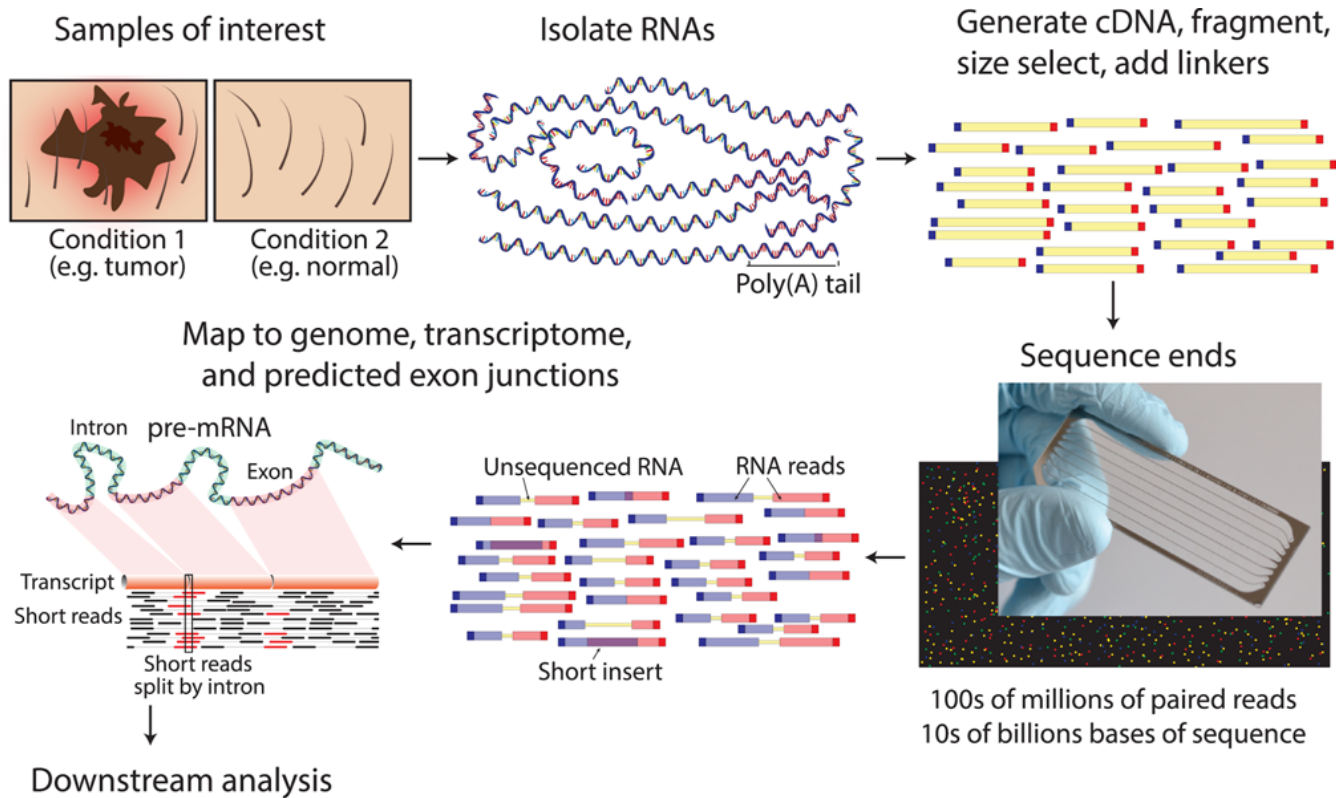 Samples of interest
Condition 1
(e.g. tumor)
Condition 2
(e.g. normal)
Isolate RNAs
Poly(A) tail
Generate cDNA, fragment,
size select, add linkers
Sequence ends
100s of millions of paired reads
10s of billions bases of sequence
Unsequenced RNA
RNA reads
Short insert
Map to genome, transcriptome,
and predicted exon junctions
Intron
pre-mRNA
Exon
Transcript
Short reads
Short reads
split by intron
Downstream analysis